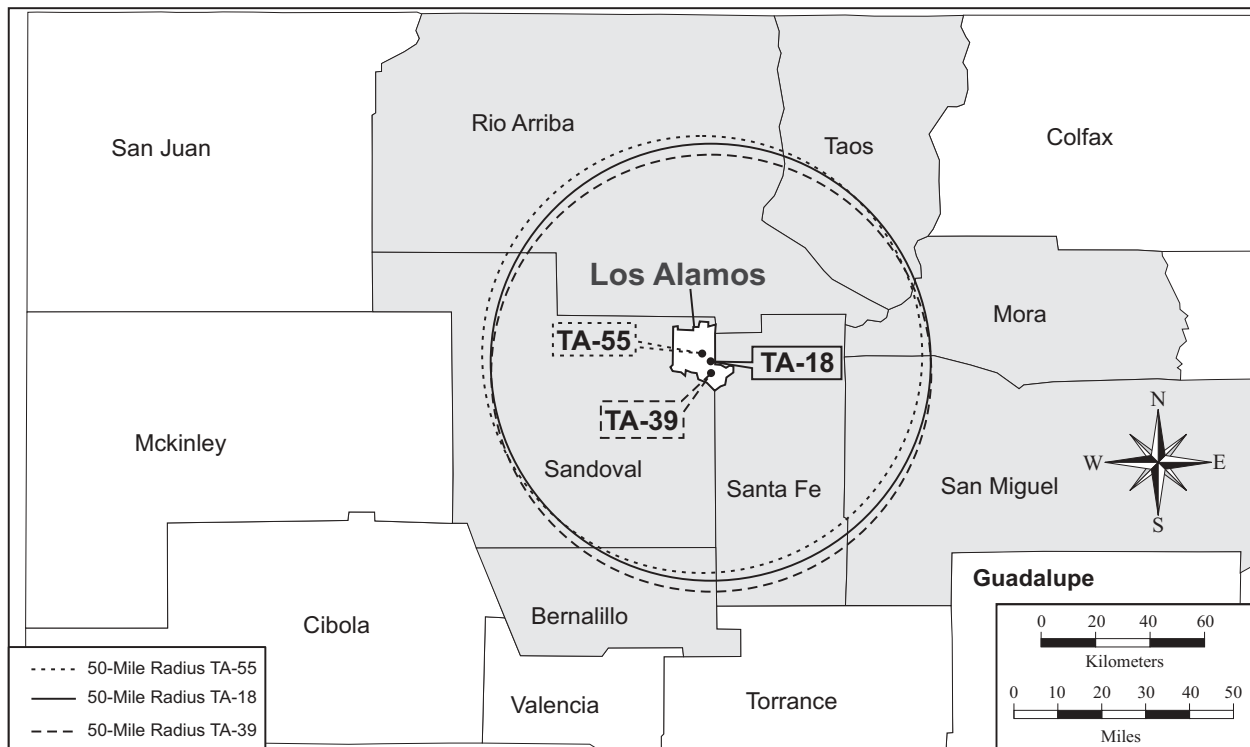 San Juan
Rio Arriba
Taos
Colfax
Los Alamos
TA-55
TA-18
TA-39
Mora
Mckinley
Sandoval
Santa Fe
San Miguel
N
W
E
S
Guadalupe
Cibola
Bernalillo
Valencia
Torrance
50-Mile Radius TA-55
50-Mile Radius TA-18
50-Mile Radius TA-39
0 20 40 60
Kilometers
0 10 20 30 40 50
Miles